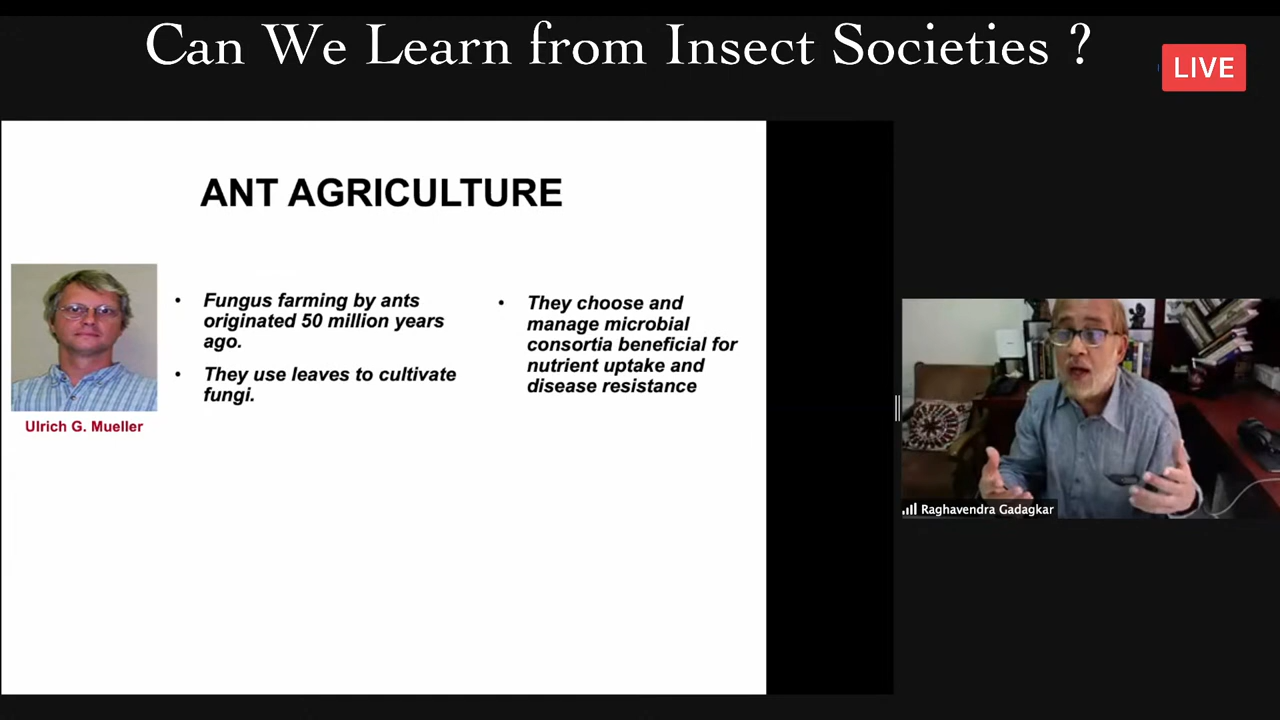 Can We Learn from Insect Societies ?
LIVE
ANT AGRICULTURE
• Fungus farming by ants
originated 50 million years
ago.
• They use leaves to cultivate
fungi.
• They choose and
manage microbial
consortia beneficial for
nutrient uptake and
disease resistance
Ulrich G. Mueller
Raghavendra Gadagkar